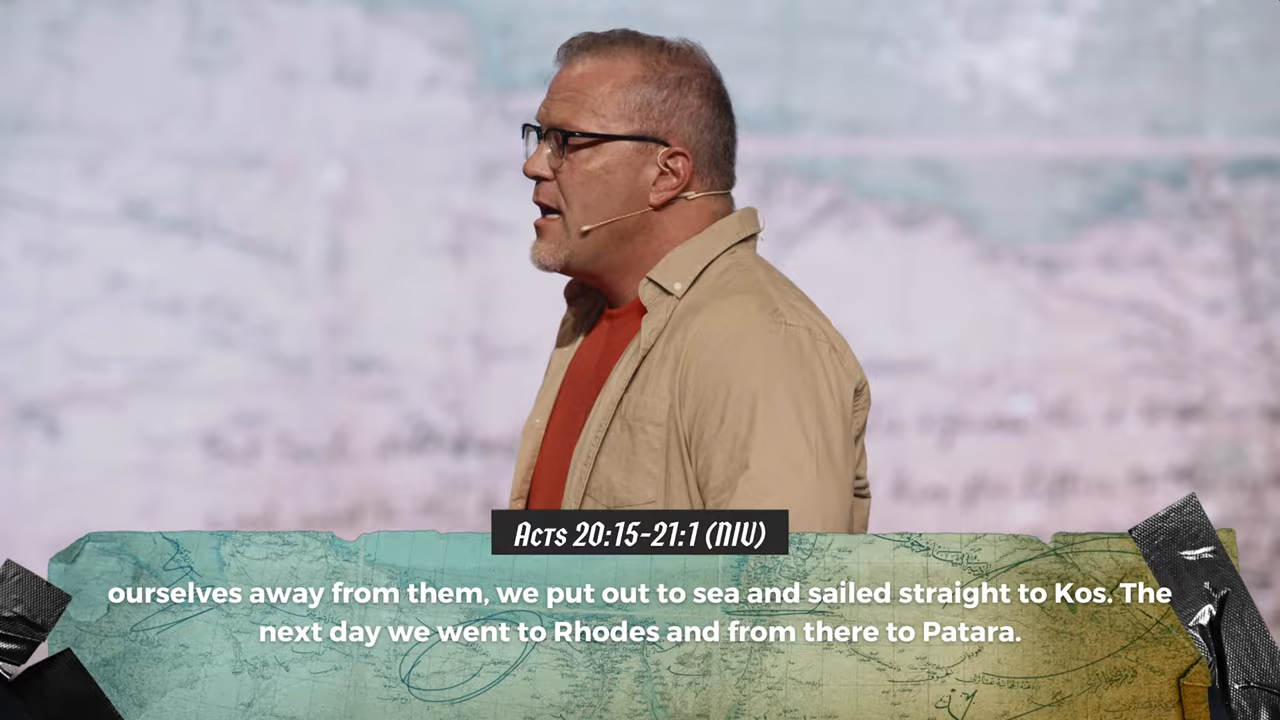 Acts 20:15-21:1 (NIV)
ourselves away from them, we put out to sea and sailed straight to Kos. The
next day we went to Rhodes and from there to Patara.